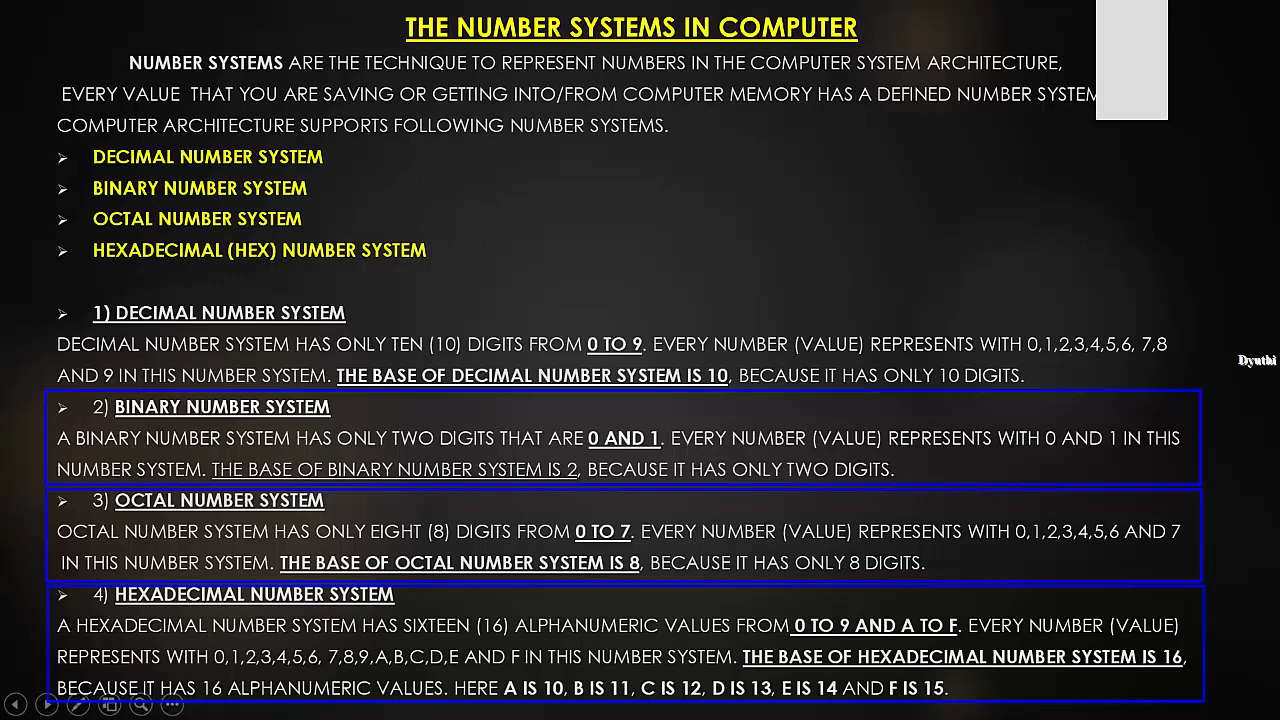 THE NUMBER SYSTEMS IN COMPUTER
NUMBER SYSTEMS ARE THE TECHNIQUE TO REPRESENT NUMBERS IN THE COMPUTER SYSTEM ARCHITECTURE,
EVERY VALUE THAT YOU ARE SAVING OR GETTING INTO/FROM COMPUTER MEMORY HAS A DEFINED NUMBER SYSTEM
COMPUTER ARCHITECTURE SUPPORTS FOLLOWING NUMBER SYSTEMS.
➢ DECIMAL NUMBER SYSTEM
➢ BINARY NUMBER SYSTEM
➢ OCTAL NUMBER SYSTEM
➢ HEXADECIMAL (HEX) NUMBER SYSTEM
➢ 1) DECIMAL NUMBER SYSTEM
DECIMAL NUMBER SYSTEM HAS ONLY TEN (10) DIGITS FROM 0 TO 9. EVERY NUMBER (VALUE) REPRESENTS WITH 0,1,2,3,4,5,6, 7,8
Dyuthi
AND 9 IN THIS NUMBER SYSTEM. THE BASE OF DECIMAL NUMBER SYSTEM IS 10, BECAUSE IT HAS ONLY 10 DIGITS.
➢ 2) BINARY NUMBER SYSTEM
A BINARY NUMBER SYSTEM HAS ONLY TWO DIGITS THAT ARE 0 AND 1. EVERY NUMBER (VALUE) REPRESENTS WITH 0 AND 1 IN THIS
NUMBER SYSTEM. THE BASE OF BINARY NUMBER SYSTEM IS 2, BECAUSE IT HAS ONLY TWO DIGITS.
➢ 3) OCTAL NUMBER SYSTEM
OCTAL NUMBER SYSTEM HAS ONLY EIGHT (8) DIGITS FROM 0 TO 7. EVERY NUMBER (VALUE) REPRESENTS WITH 0,1,2,3,4,5,6 AND 7
IN THIS NUMBER SYSTEM. THE BASE OF OCTAL NUMBER SYSTEM IS 8, BECAUSE IT HAS ONLY 8 DIGITS.
➢ 4) HEXADECIMAL NUMBER SYSTEM
A HEXADECIMAL NUMBER SYSTEM HAS SIXTEEN (16) ALPHANUMERIC VALUES FROM 0 TO 9 AND A TO F. EVERY NUMBER (VALUE)
REPRESENTS WITH 0,1,2,3,4,5,6, 7,8,9,A,B,C,D,E AND F IN THIS NUMBER SYSTEM. THE BASE OF HEXADECIMAL NUMBER SYSTEM IS 16,
BECAUSE IT HAS 16 ALPHANUMERIC VALUES. HERE A IS 10, B IS 11, C IS 12, D IS 13, E IS 14 AND F IS 15.